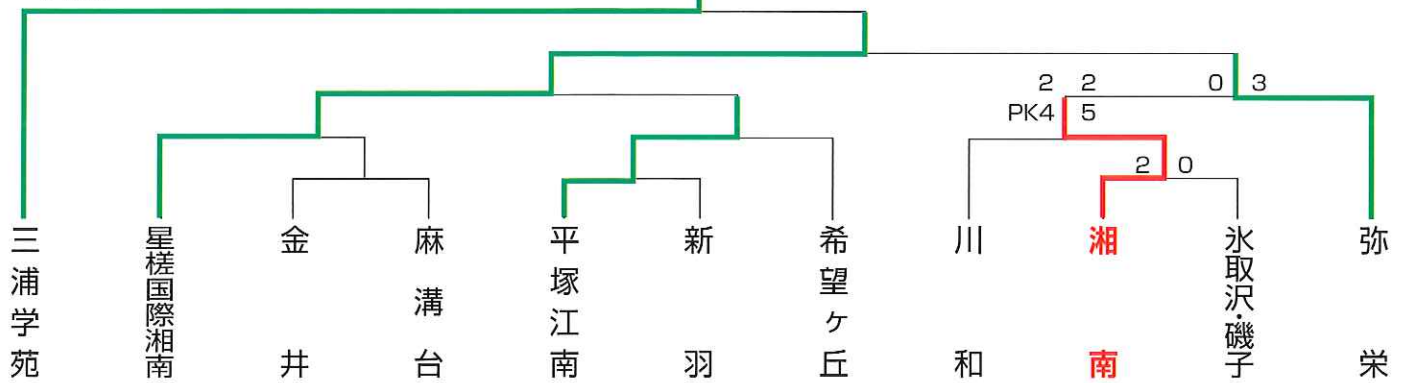 2 2
0 3
PK4 5
2 0
三浦学苑
星槎国際湘南
金井
麻溝台
平塚江南
新羽
希望ヶ丘
川和
湘南
氷取沢・磯子
弥栄